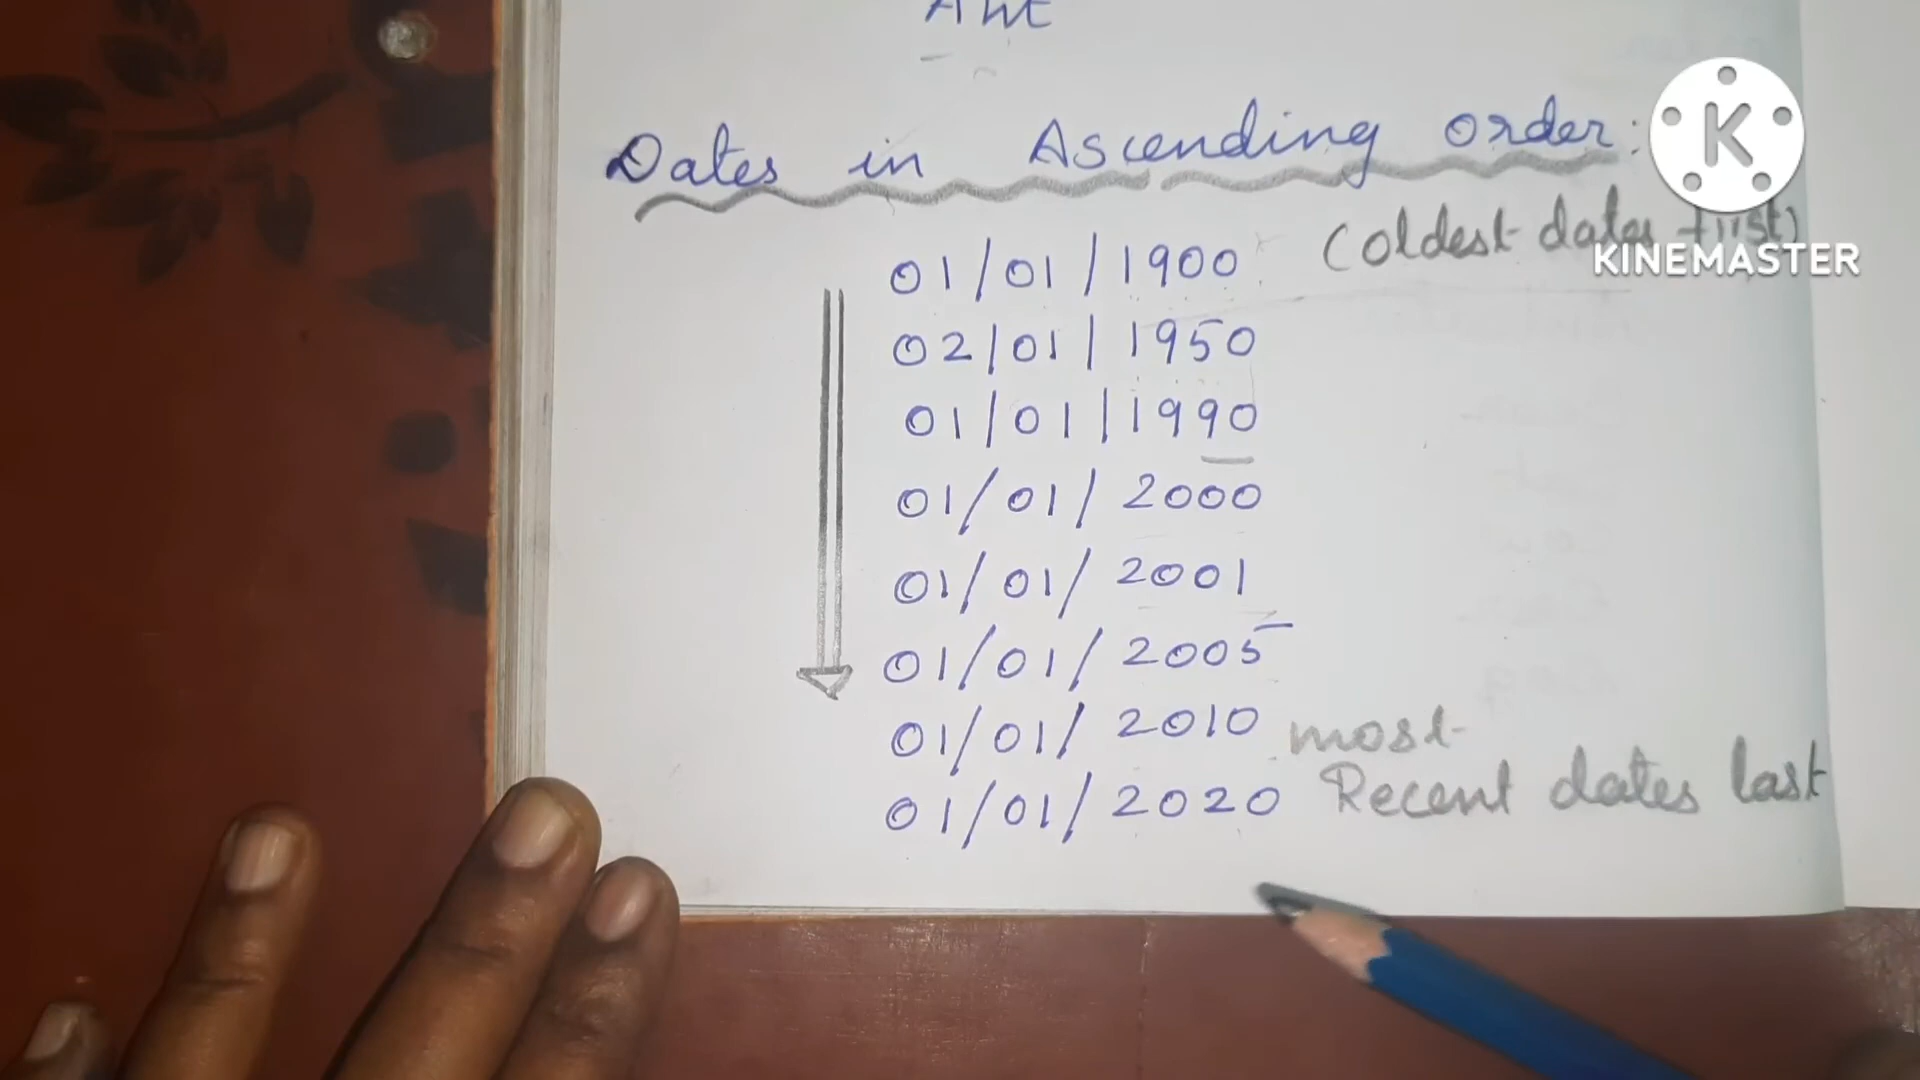 Ant
Dates in Ascending order:
(oldest dates first)
01/01/1900
02/01/1950
01/01/1990
01/01/2000
01/01/2001
01/01/2005
01/01/2010
most
01/01/2020 Recent dates last
K
KINEMASTER